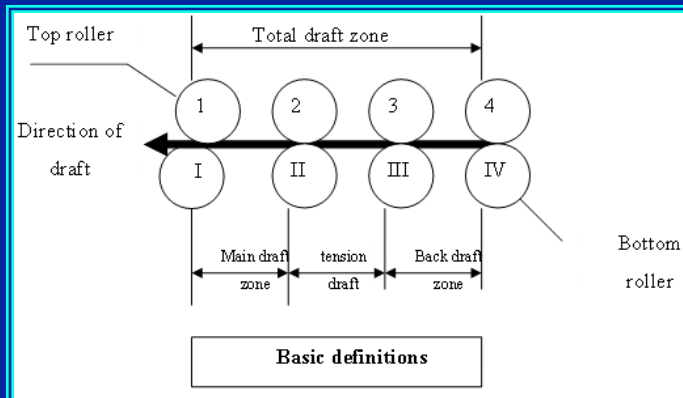 Top roller
Total draft zone
1 2 3 4
Direction of
draft
I II III IV
Main draft
zone
tension
draft
Back draft
zone
Bottom
roller
Basic definitions